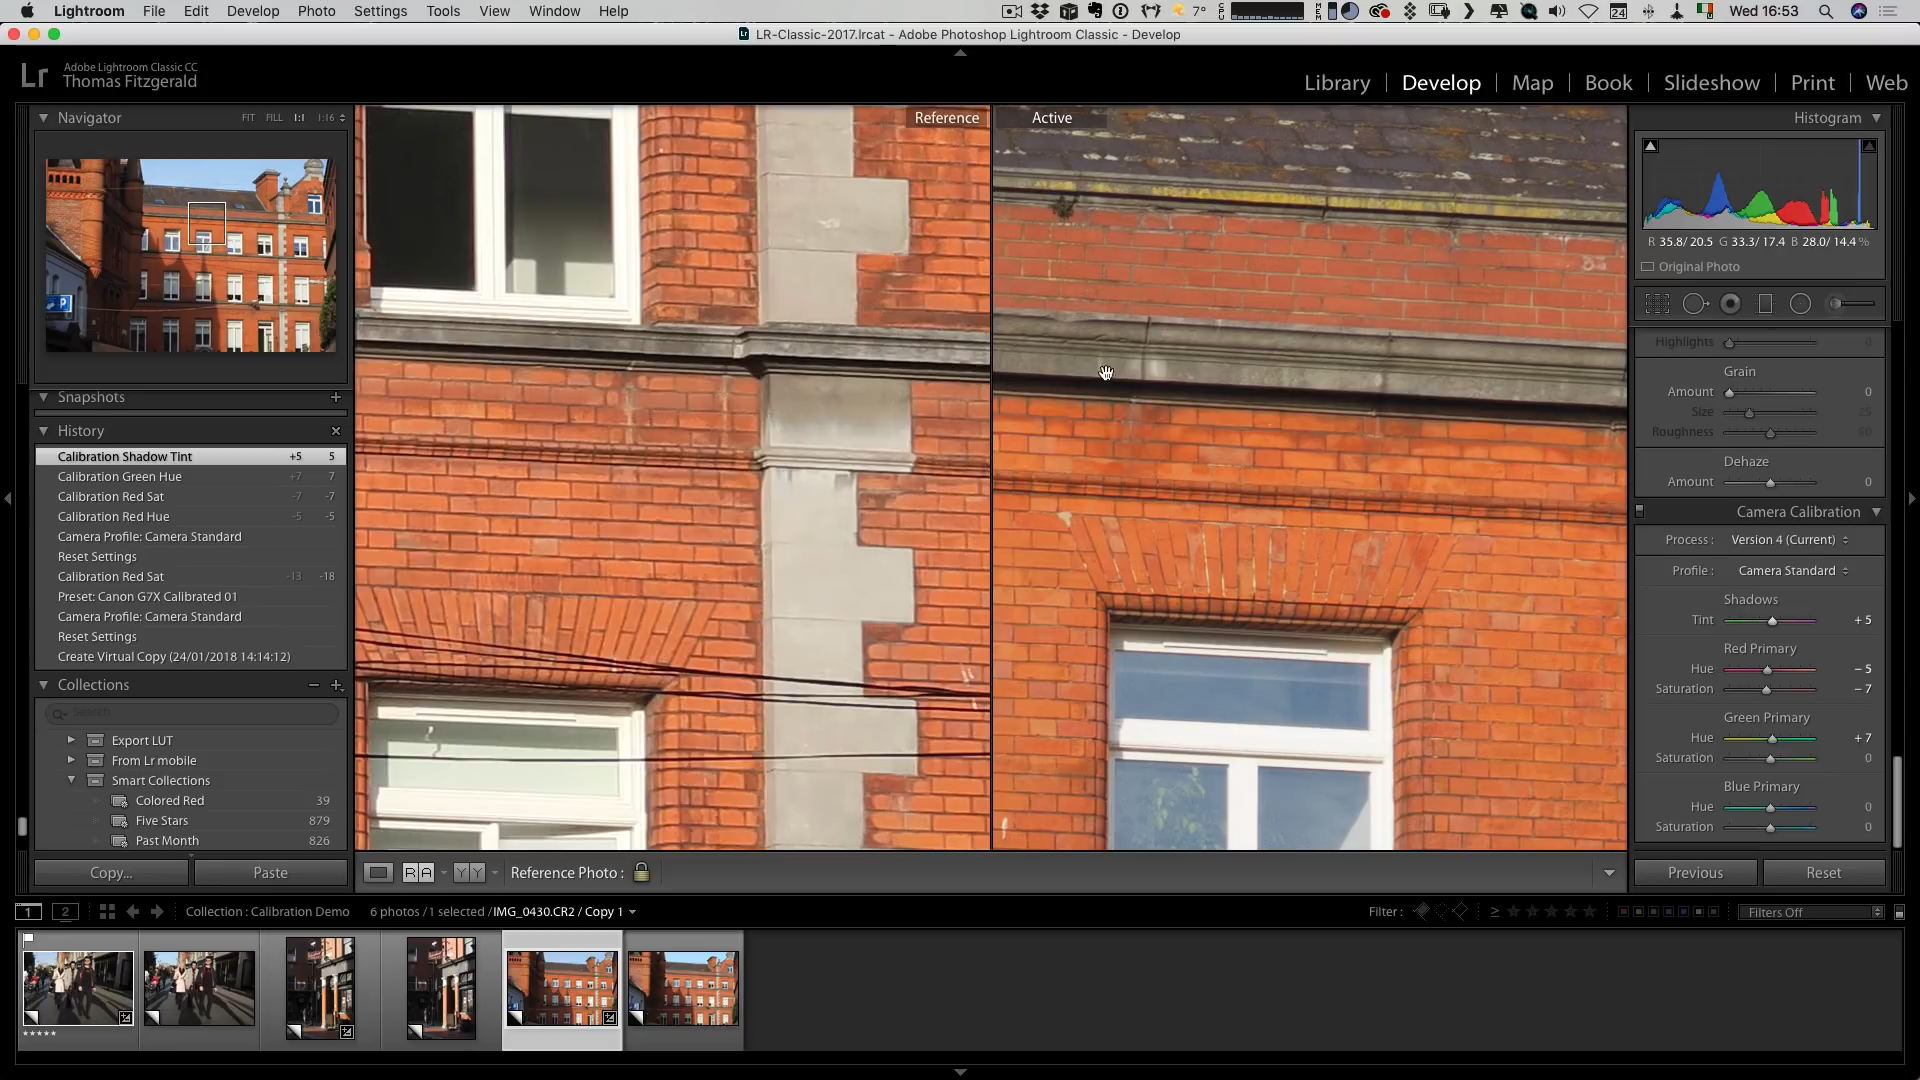 Lightroom File Edit Develop Photo Settings Tools View Window Help 7° CPU MEM 24 Wed 16:53
LR-Classic-2017.lrcat - Adobe Photoshop Lightroom Classic - Develop
Lr Adobe Lightroom Classic CC
Thomas Fitzgerald
Library Develop Map Book Slideshow Print Web
Navigator FIT FILL 1:1 1:16
Reference
Active
Histogram
R 35.8/ 20.5 G 33.3/ 17.4 B 28.0/ 14.4 %
Original Photo
P
Snapshots
History
Calibration Shadow Tint +5 5
Calibration Green Hue +7 7
Calibration Red Sat -7 -7
Calibration Red Hue -5 -5
Camera Profile: Camera Standard
Reset Settings
Calibration Red Sat -13 -18
Preset: Canon G7X Calibrated 01
Camera Profile: Camera Standard
Reset Settings
Create Virtual Copy (24/01/2018 14:14:12)
Collections
Search
Export LUT
From Lr mobile
Smart Collections
Colored Red 39
Five Stars 879
Past Month 826
Copy... Paste
Highlights 0
Grain
Amount 0
Size 25
Roughness 50
Dehaze
Amount 0
Camera Calibration
Process : Version 4 (Current)
Profile : Camera Standard
Shadows
Tint + 5
Red Primary
Hue – 5
Saturation – 7
Green Primary
Hue + 7
Saturation 0
Blue Primary
Hue 0
Saturation 0
Previous Reset
R A Y Y Reference Photo :
1 2 Collection : Calibration Demo 6 photos / 1 selected / IMG_0430.CR2 / Copy 1 Filter : ≥ Filters Off